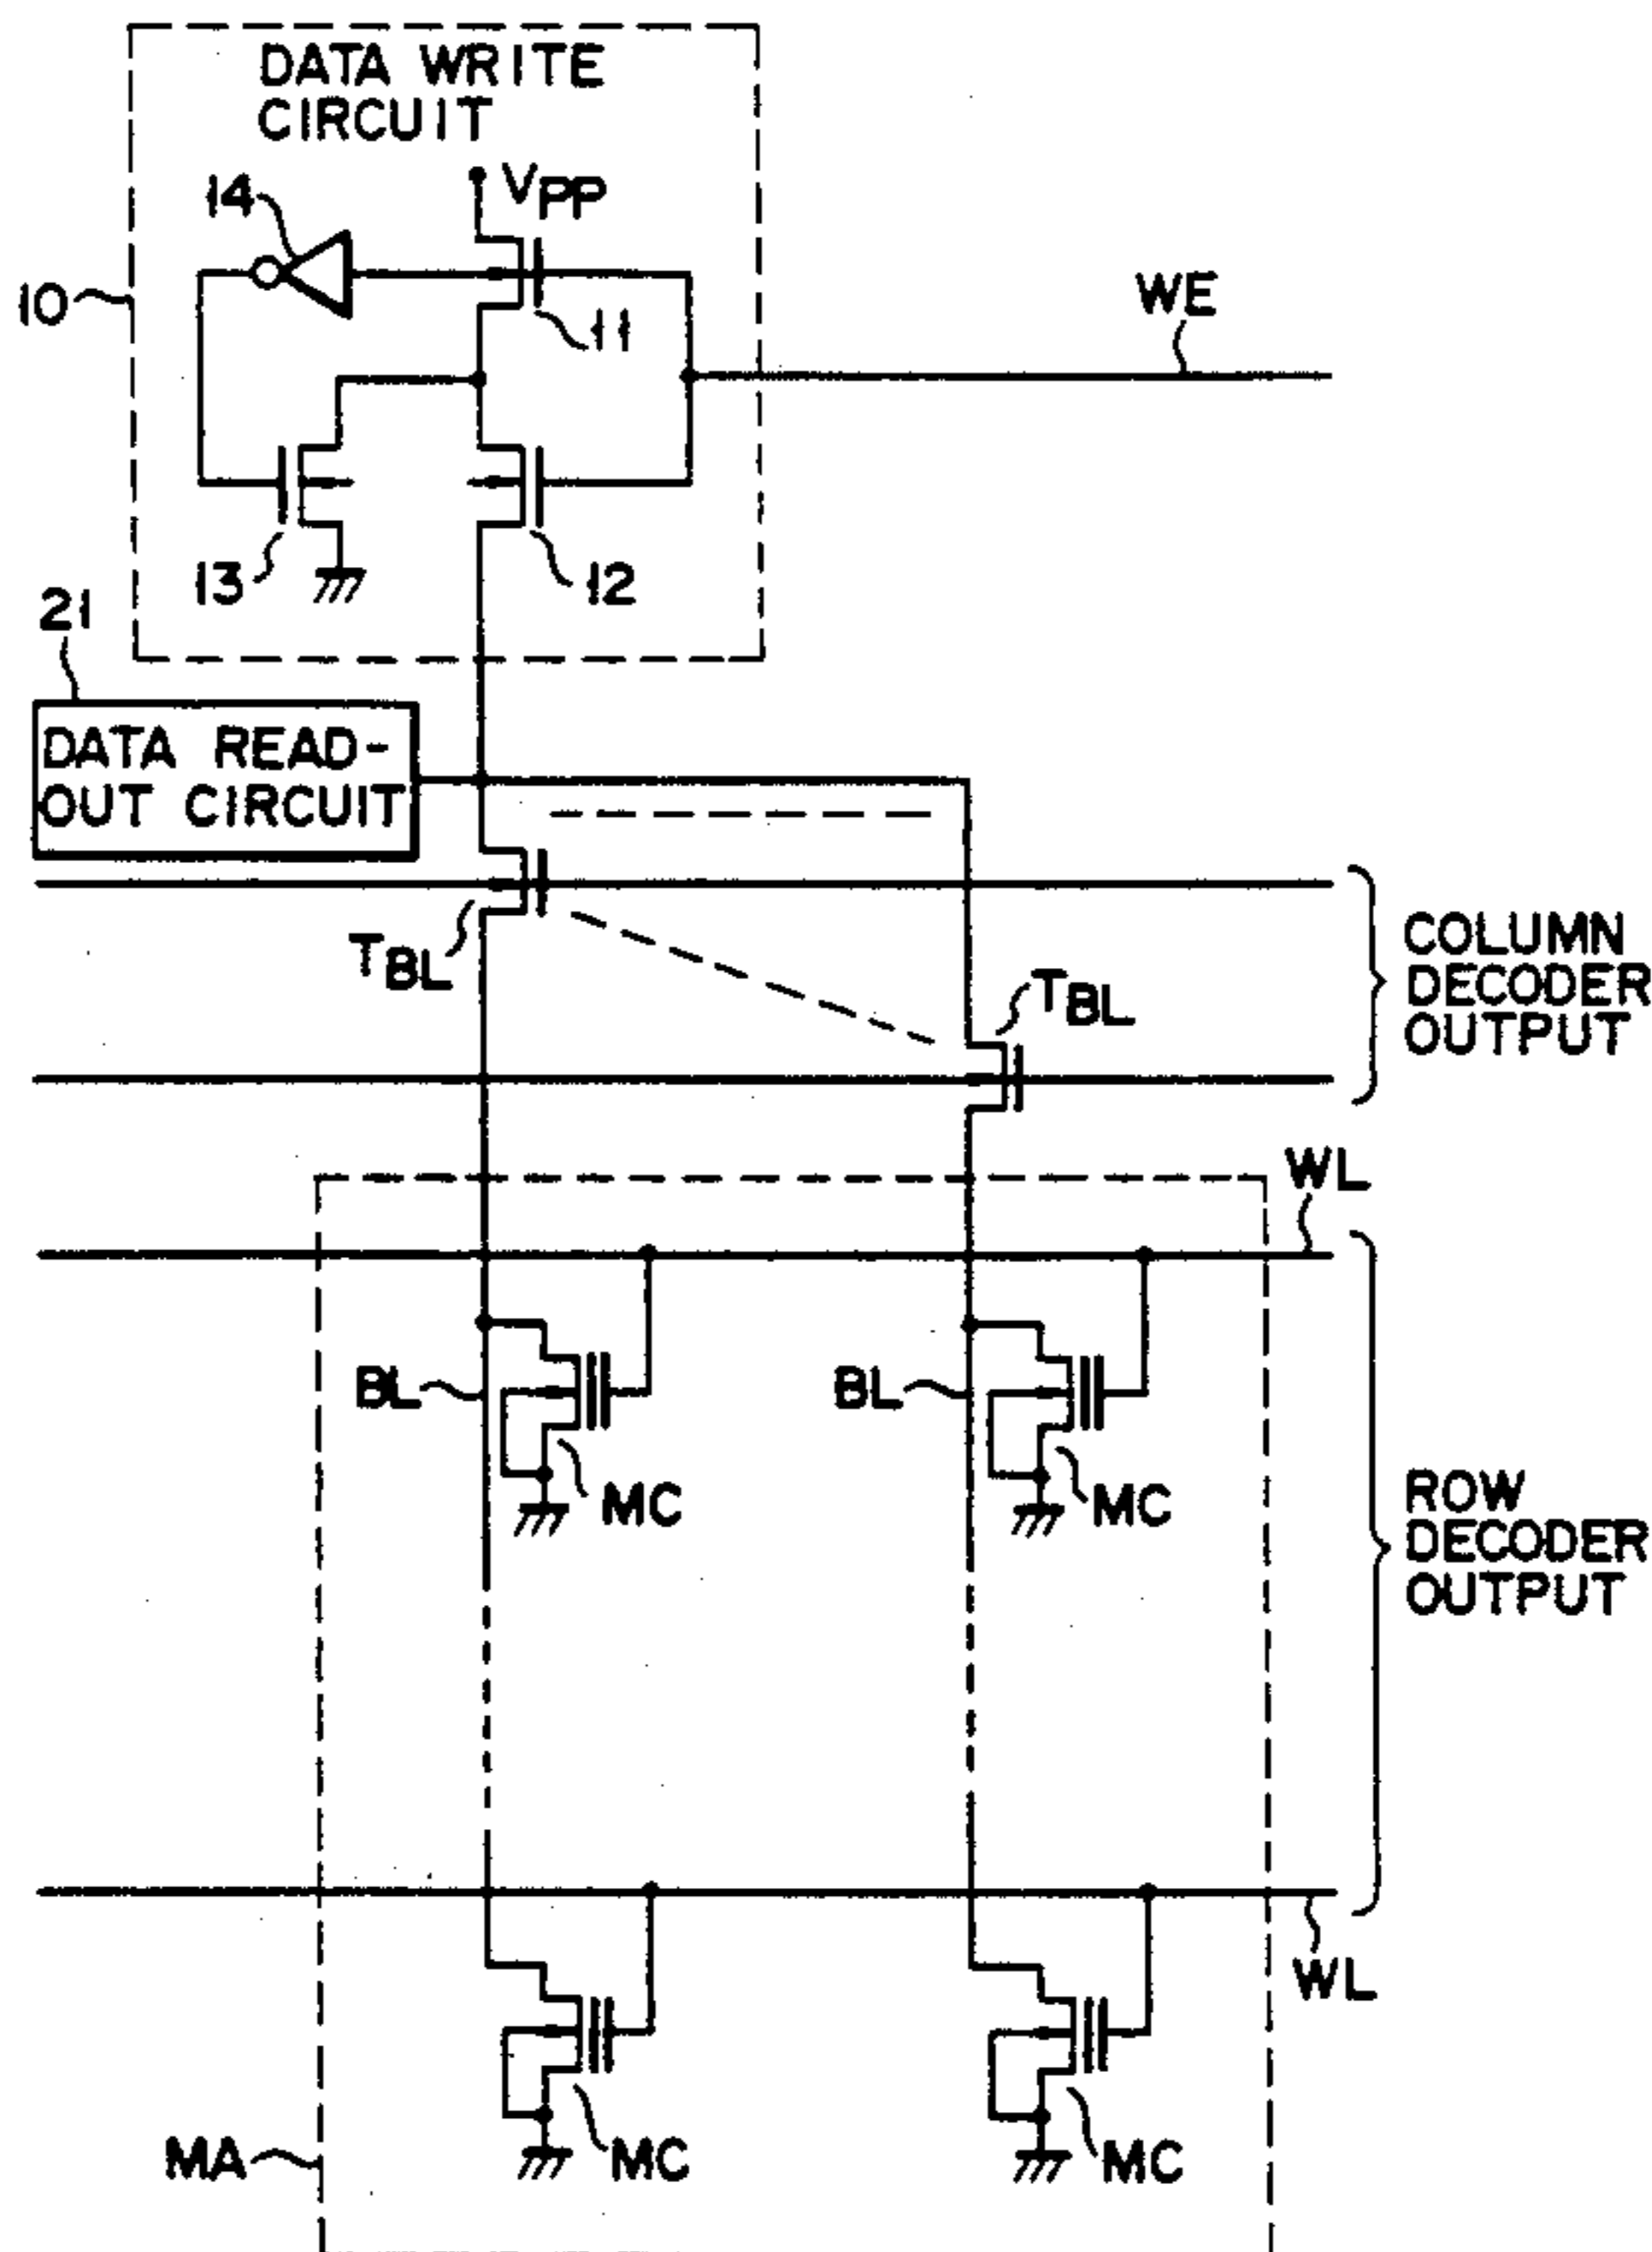 DATA WRITE
CIRCUIT
VPP
14
10
11
WE
13
12
21
DATA READ-
OUT CIRCUIT
TBL
TBL
COLUMN
DECODER
OUTPUT
WL
BL
BL
MC
MC
ROW
DECODER
OUTPUT
WL
MA
MC
MC